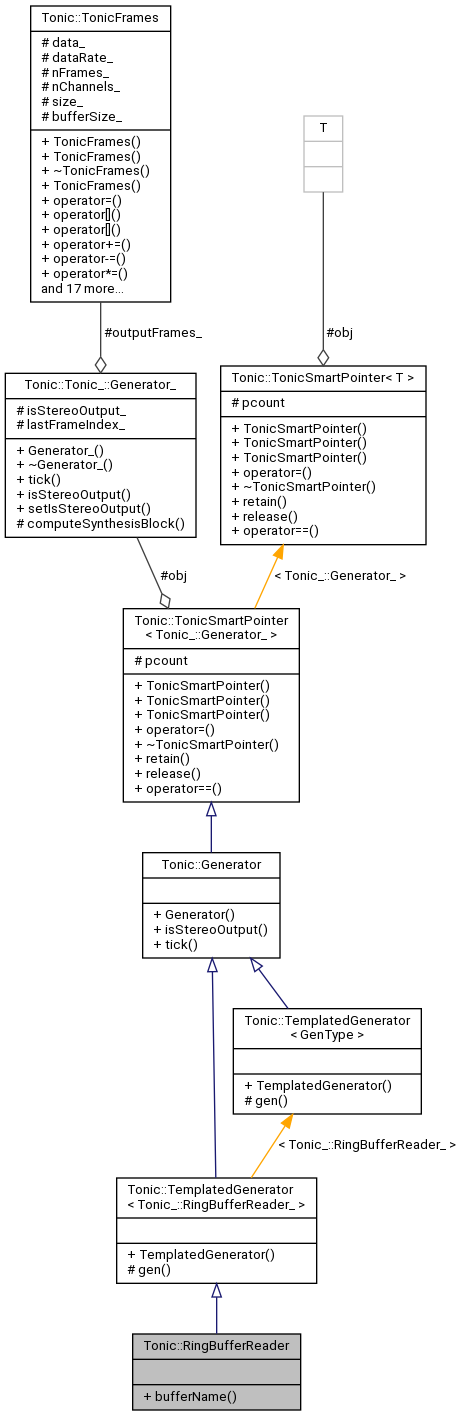 Tonic::TonicFrames
# data_
# dataRate_
# nFrames_
# nChannels_
# size_
# bufferSize_
+ TonicFrames()
+ TonicFrames()
+ ~TonicFrames()
+ TonicFrames()
+ operator=()
+ operator[]()
+ operator[]()
+ operator+=()
+ operator-=()
+ operator*=()
and 17 more...
T
#outputFrames_
#obj
Tonic::Tonic_::Generator_
# isStereoOutput_
# lastFrameIndex_
+ Generator_()
+ ~Generator_()
+ tick()
+ isStereoOutput()
+ setIsStereoOutput()
# computeSynthesisBlock()
Tonic::TonicSmartPointer< T >
# pcount
+ TonicSmartPointer()
+ TonicSmartPointer()
+ TonicSmartPointer()
+ operator=()
+ ~TonicSmartPointer()
+ retain()
+ release()
+ operator==()
#obj
< Tonic_::Generator_ >
Tonic::TonicSmartPointer
< Tonic_::Generator_ >
# pcount
+ TonicSmartPointer()
+ TonicSmartPointer()
+ TonicSmartPointer()
+ operator=()
+ ~TonicSmartPointer()
+ retain()
+ release()
+ operator==()
Tonic::Generator
+ Generator()
+ isStereoOutput()
+ tick()
Tonic::TemplatedGenerator
< GenType >
+ TemplatedGenerator()
# gen()
< Tonic_::RingBufferReader_ >
Tonic::TemplatedGenerator
< Tonic_::RingBufferReader_ >
+ TemplatedGenerator()
# gen()
Tonic::RingBufferReader
+ bufferName()